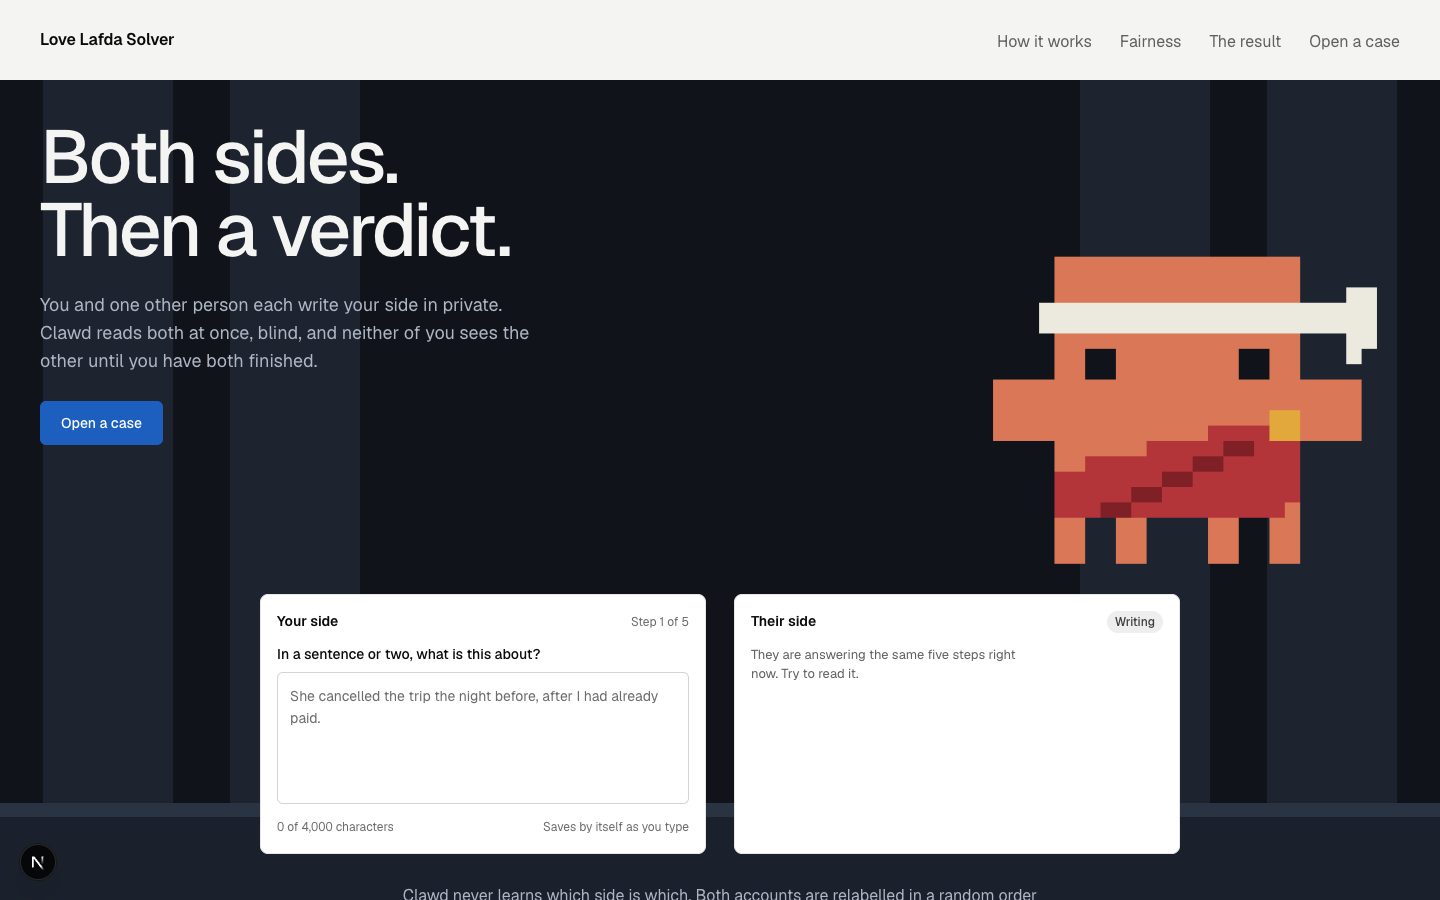 Love Lafda Solver
How it works
Fairness
The result
Open a case
Both sides.
Then a verdict.
You and one other person each write your side in private.
Clawd reads both at once, blind, and neither of you sees the
other until you have both finished.
Open a case
Your side
Step 1 of 5
In a sentence or two, what is this about?
She cancelled the trip the night before, after I had already
paid.
0 of 4,000 characters
Saves by itself as you type
Their side
Writing
They are answering the same five steps right
now. Try to read it.
N
Clawd never learns which side is which. Both accounts are relabelled in a random order